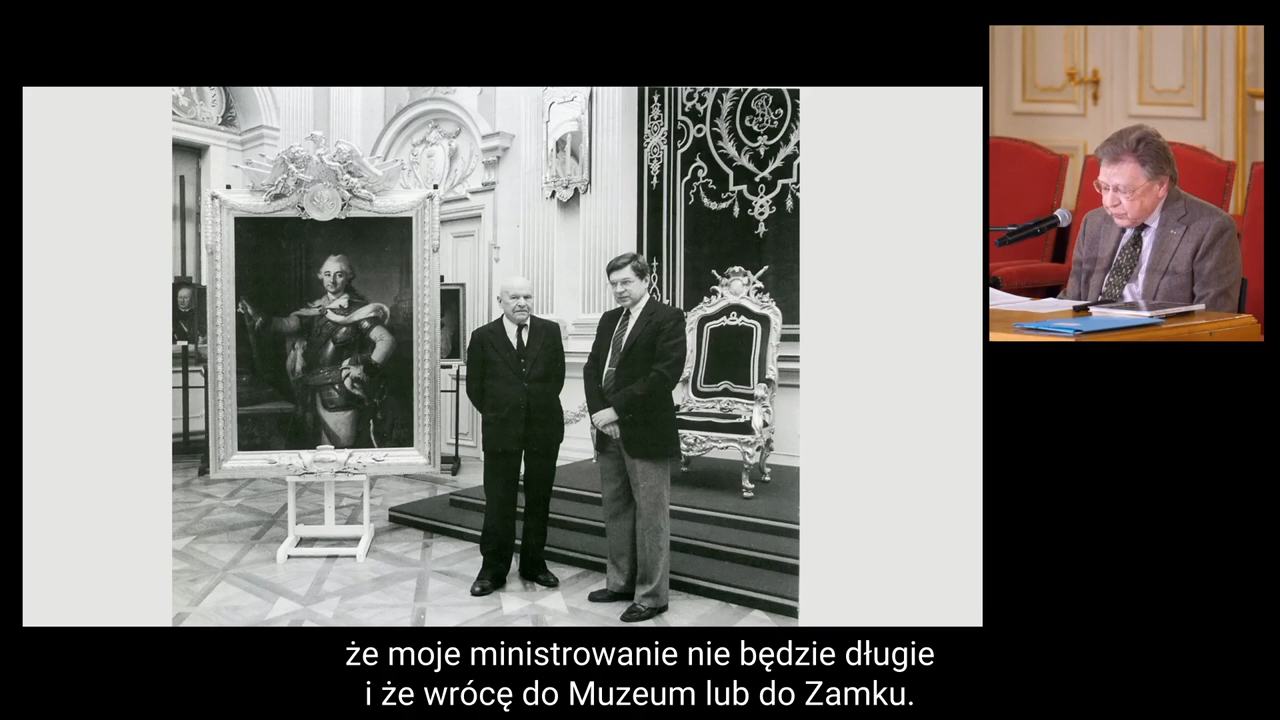 że moje ministrowanie nie będzie długie
i że wrócę do Muzeum lub do Zamku.